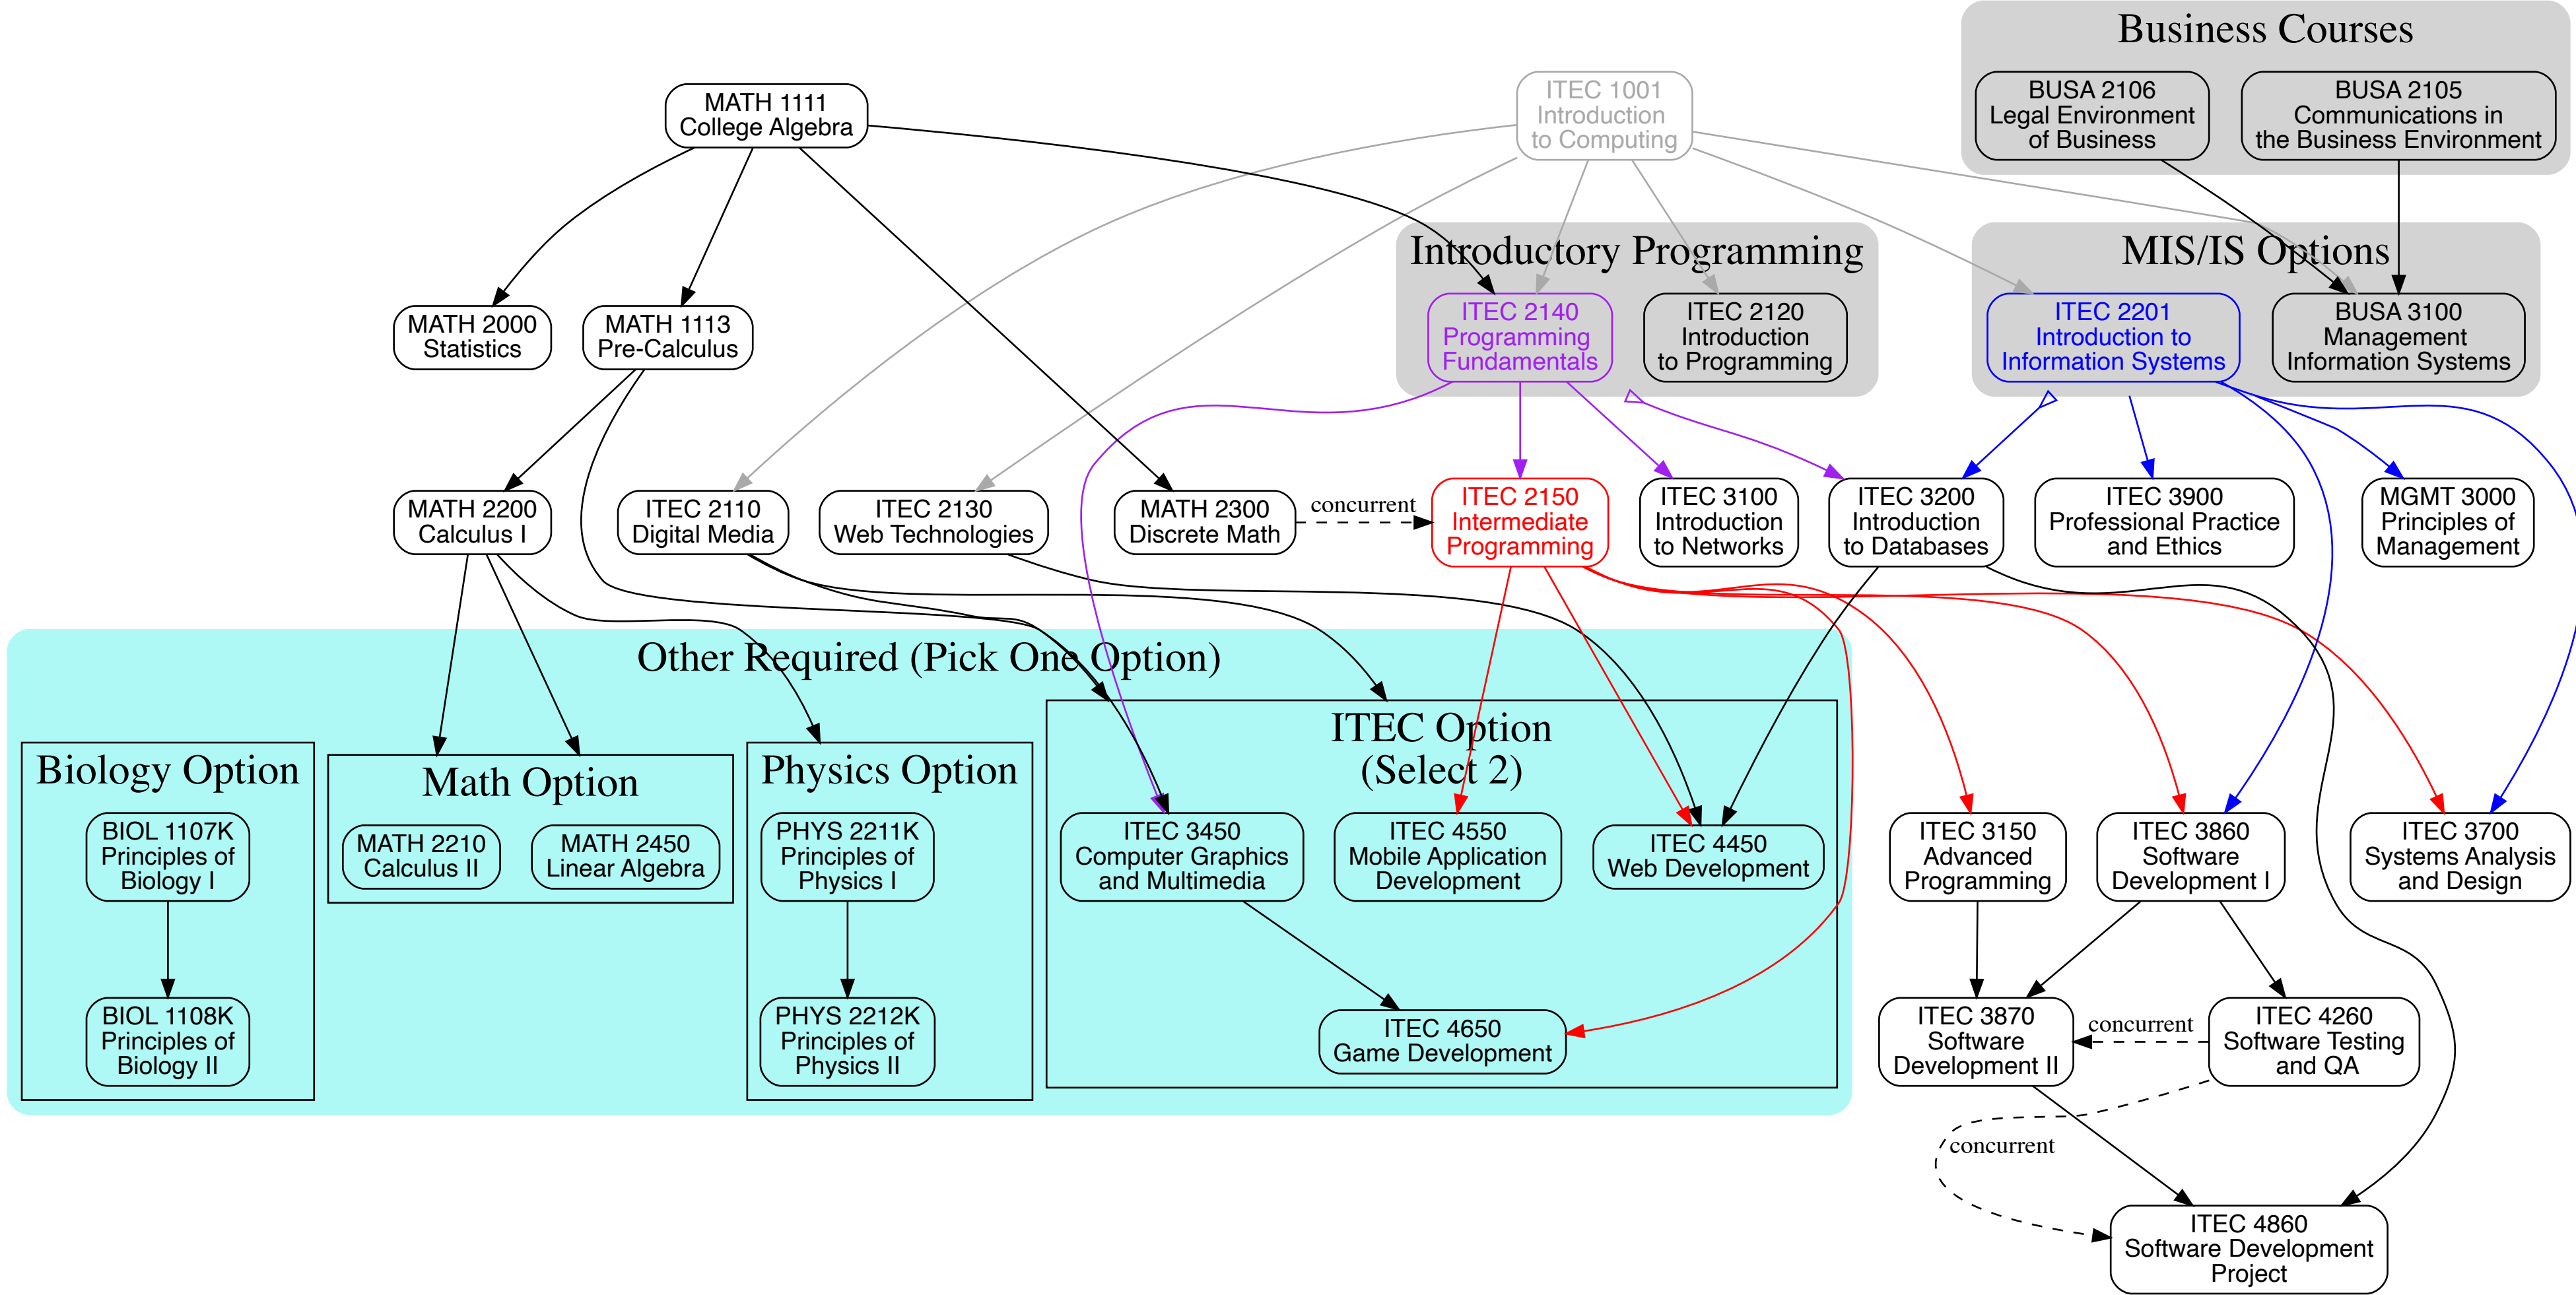 Business Courses
MATH 1111
College Algebra
ITEC 1001
Introduction
to Computing
BUSA 2106
Legal Environment
of Business
BUSA 2105
Communications in
the Business Environment
Introductory Programming
MIS/IS Options
MATH 2000
Statistics
MATH 1113
Pre-Calculus
ITEC 2140
Programming
Fundamentals
ITEC 2120
Introduction
to Programming
ITEC 2201
Introduction to
Information Systems
BUSA 3100
Management
Information Systems
MATH 2200
Calculus I
ITEC 2110
Digital Media
ITEC 2130
Web Technologies
MATH 2300
Discrete Math
concurrent
ITEC 2150
Intermediate
Programming
ITEC 3100
Introduction
to Networks
ITEC 3200
Introduction
to Databases
ITEC 3900
Professional Practice
and Ethics
MGMT 3000
Principles of
Management
Other Required (Pick One Option)
Biology Option
Math Option
Physics Option
ITEC Option
(Select 2)
BIOL 1107K
Principles of
Biology I
MATH 2210
Calculus II
MATH 2450
Linear Algebra
PHYS 2211K
Principles of
Physics I
ITEC 3450
Computer Graphics
and Multimedia
ITEC 4550
Mobile Application
Development
ITEC 4450
Web Development
ITEC 3150
Advanced
Programming
ITEC 3860
Software
Development I
ITEC 3700
Systems Analysis
and Design
BIOL 1108K
Principles of
Biology II
PHYS 2212K
Principles of
Physics II
ITEC 4650
Game Development
ITEC 3870
Software
Development II
concurrent
ITEC 4260
Software Testing
and QA
concurrent
ITEC 4860
Software Development
Project